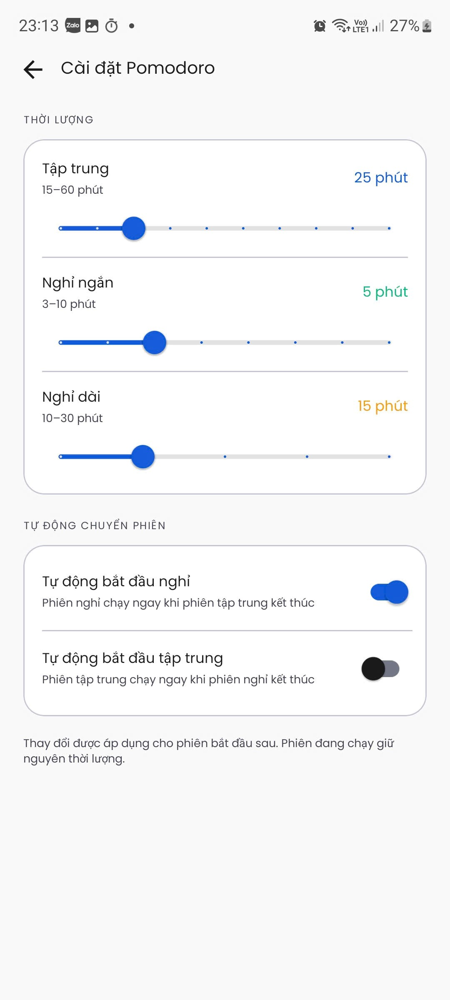 23:13 Zalo Vo)) LTE1 27%
Cài đặt Pomodoro
THỜI LƯỢNG
Tập trung
25 phút
15–60 phút
Nghỉ ngắn
5 phút
3–10 phút
Nghỉ dài
15 phút
10–30 phút
TỰ ĐỘNG CHUYỂN PHIÊN
Tự động bắt đầu nghỉ
Phiên nghỉ chạy ngay khi phiên tập trung kết thúc
Tự động bắt đầu tập trung
Phiên tập trung chạy ngay khi phiên nghỉ kết thúc
Thay đổi được áp dụng cho phiên bắt đầu sau. Phiên đang chạy giữ
nguyên thời lượng.